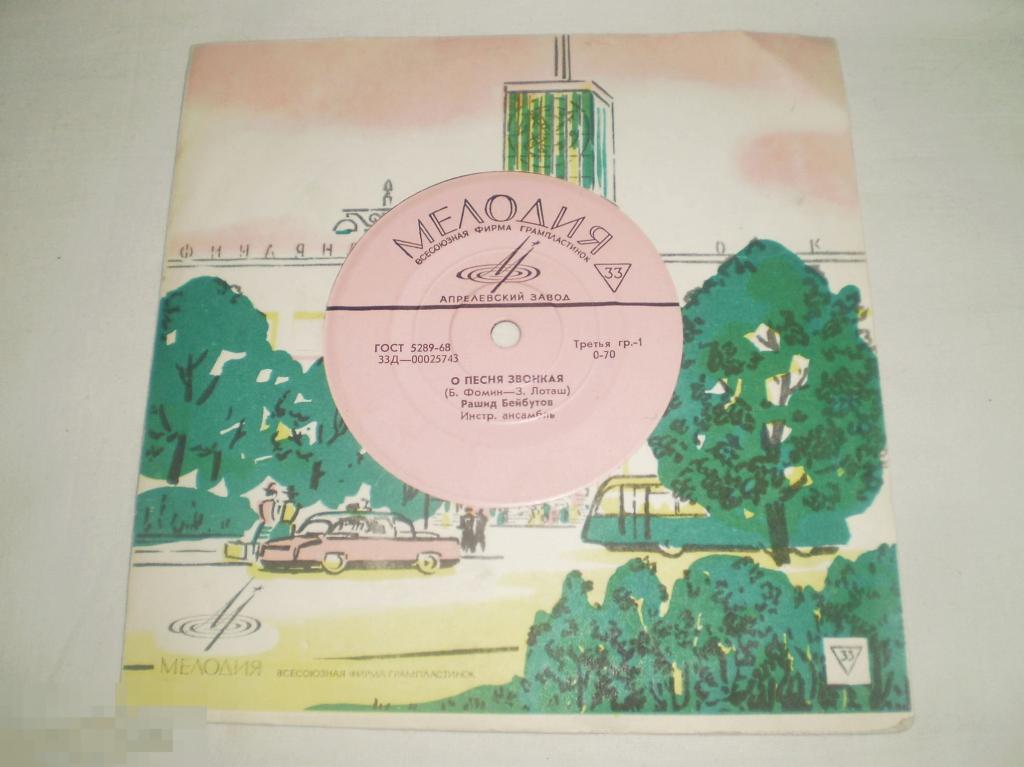 ФИНЛЯН
О К
МЕЛОДИЯ
ВСЕСОЮЗНАЯ ФИРМА ГРАМПЛАСТИНОК
33
АПРЕЛЕВСКИЙ ЗАВОД
ГОСТ 5289-68
33Д—00025743
Третья гр.-1
0-70
О ПЕСНЯ ЗВОНКАЯ
(Б. Фомин—З. Лоташ)
Рашид Бейбутов
Инстр. ансамбль
МЕЛОДИЯ ВСЕСОЮЗНАЯ ФИРМА ГРАМПЛАСТИНОК
33